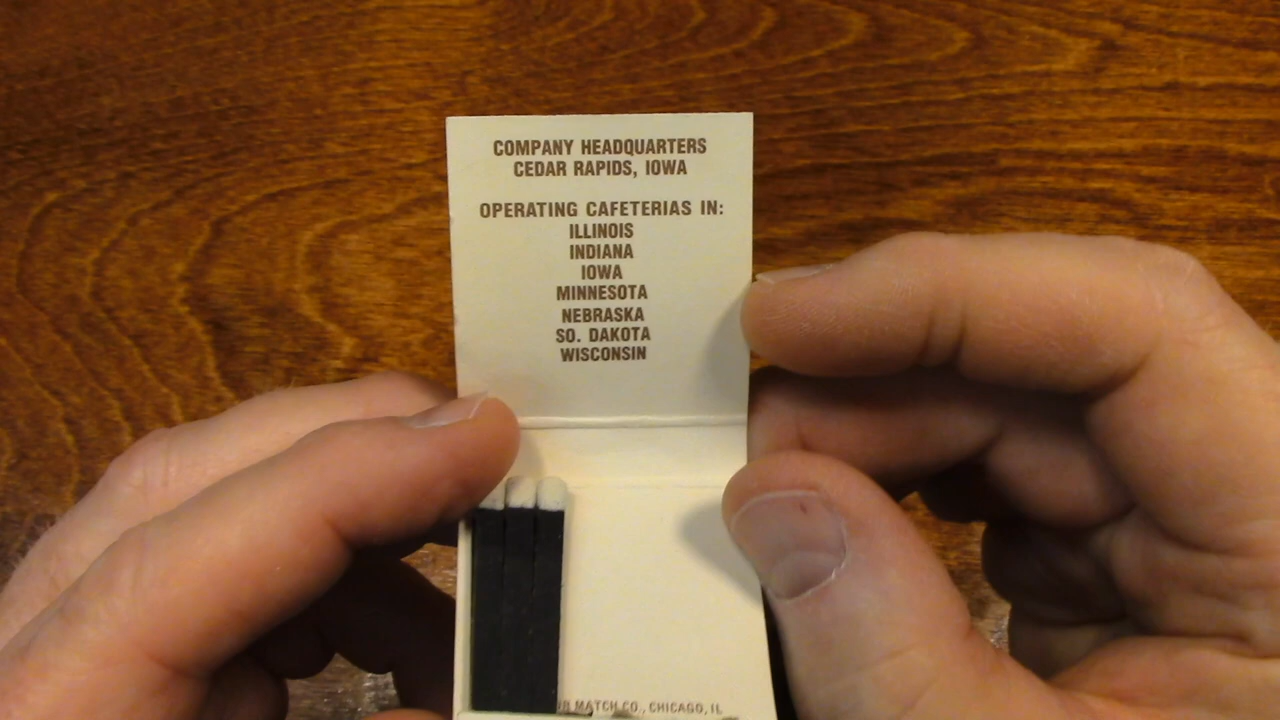 COMPANY HEADQUARTERS
CEDAR RAPIDS, IOWA
OPERATING CAFETERIAS IN:
ILLINOIS
INDIANA
IOWA
MINNESOTA
NEBRASKA
SO. DAKOTA
WISCONSIN
MATCH CO., CHICAGO, IL